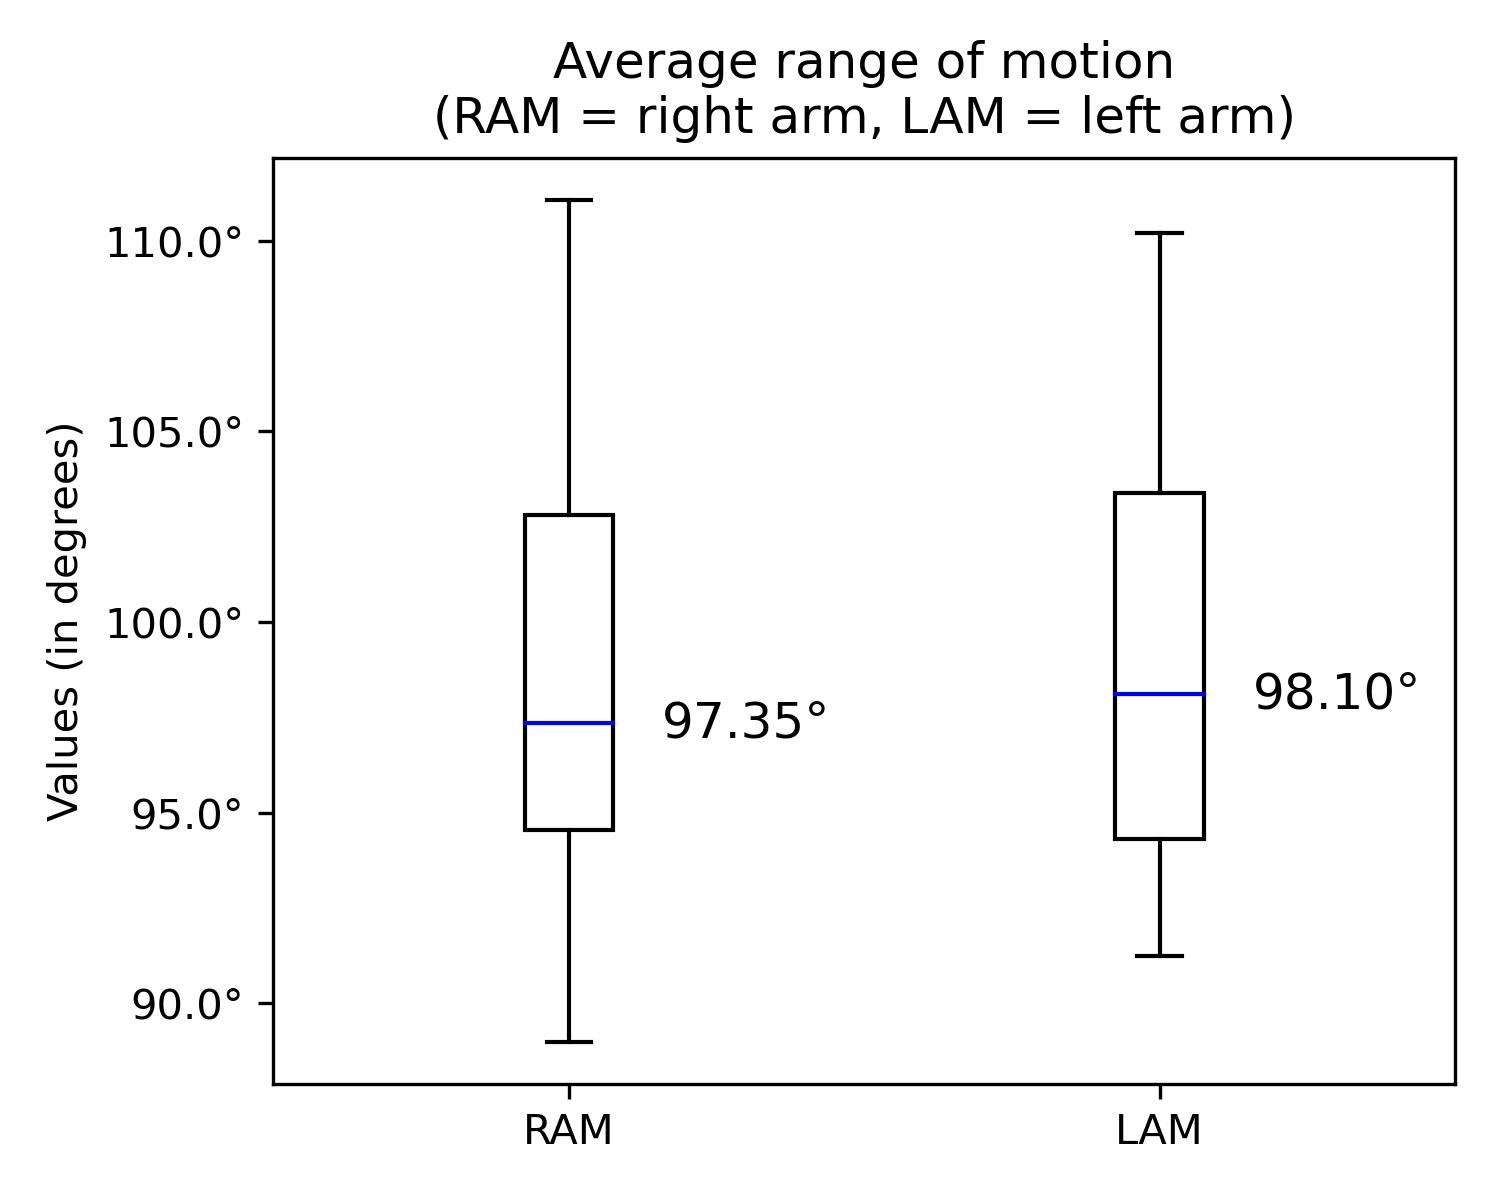 Average range of motion
(RAM = right arm, LAM = left arm)
Values (in degrees)
110.0°
105.0°
100.0°
95.0°
90.0°
97.35°
98.10°
RAM
LAM